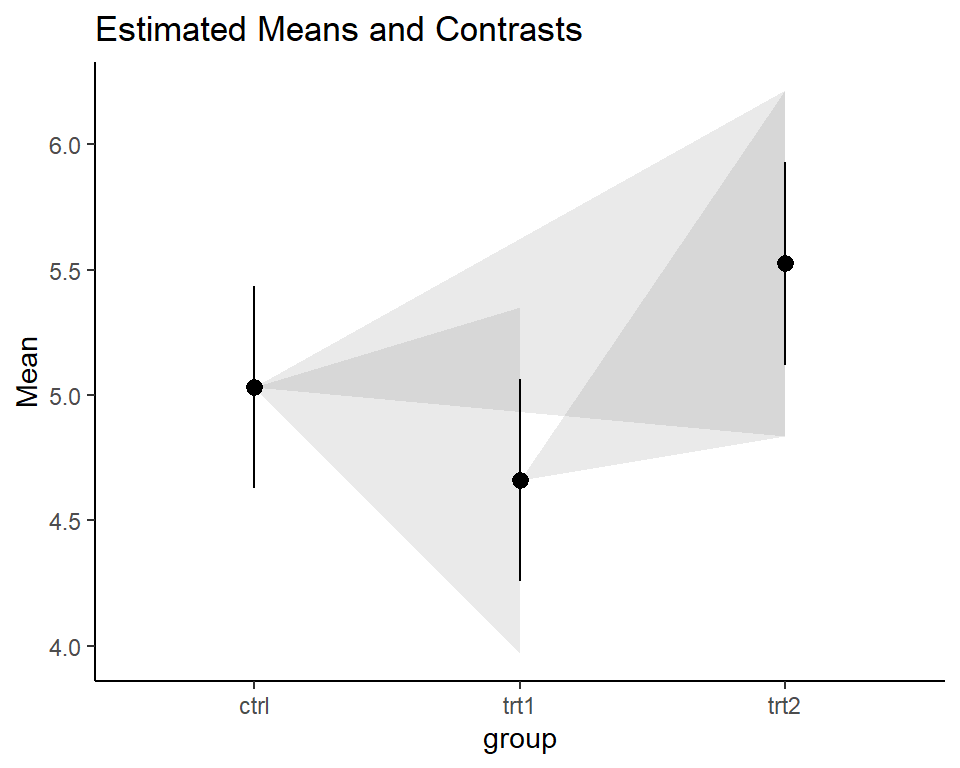 Estimated Means and Contrasts
6.0
5.5
5.0
4.5
4.0
Mean
ctrl
trt1
trt2
group